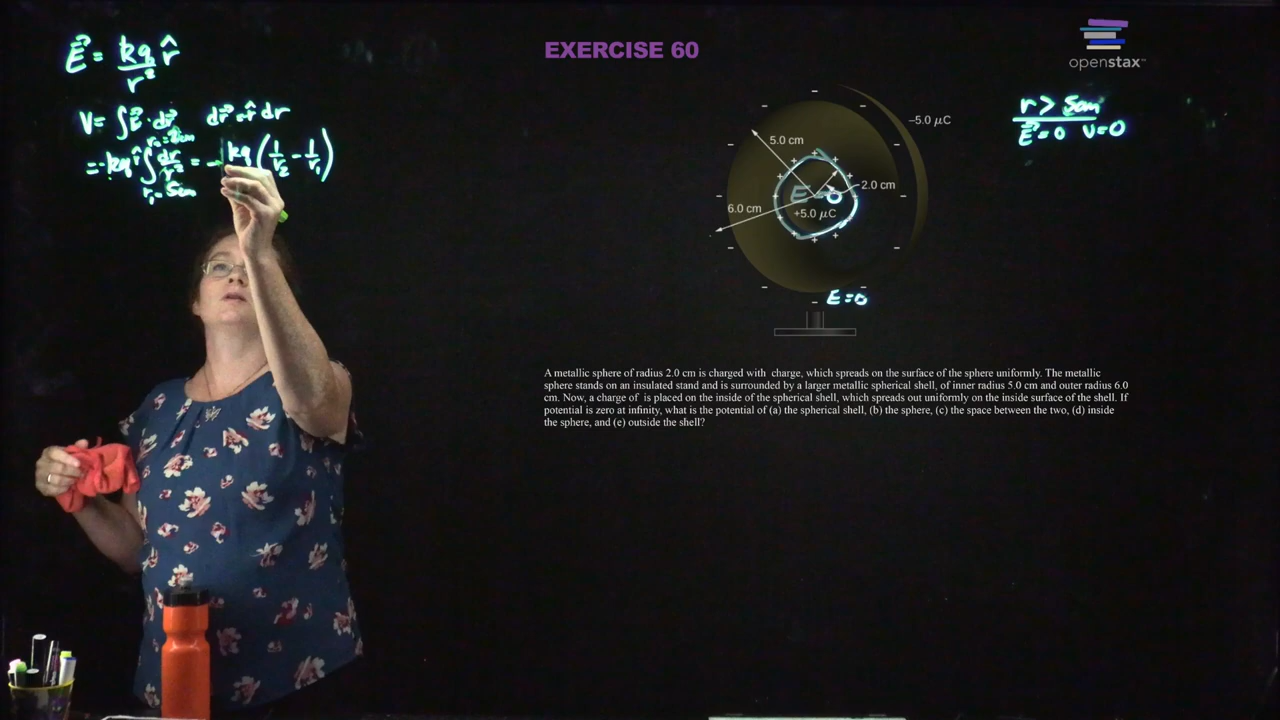 E⃗ = kq/r² r̂
V = ∫E⃗ · dr⃗ dr⃗ = r̂ dr
r₂ = 2cm
= -kq r̂ ∫ dr/r² = - kq (1/r₂ - 1/r₁)
r₁ = 5cm
EXERCISE 60
openstax™
r > 5cm
E⃗ = 0 V = 0
–5.0 μC
5.0 cm
2.0 cm
E = 0
6.0 cm
+5.0 μC
E = 0
A metallic sphere of radius 2.0 cm is charged with charge, which spreads on the surface of the sphere uniformly. The metallic
sphere stands on an insulated stand and is surrounded by a larger metallic spherical shell, of inner radius 5.0 cm and outer radius 6.0
cm. Now, a charge of is placed on the inside of the spherical shell, which spreads out uniformly on the inside surface of the shell. If
potential is zero at infinity, what is the potential of (a) the spherical shell, (b) the sphere, (c) the space between the two, (d) inside
the sphere, and (e) outside the shell?